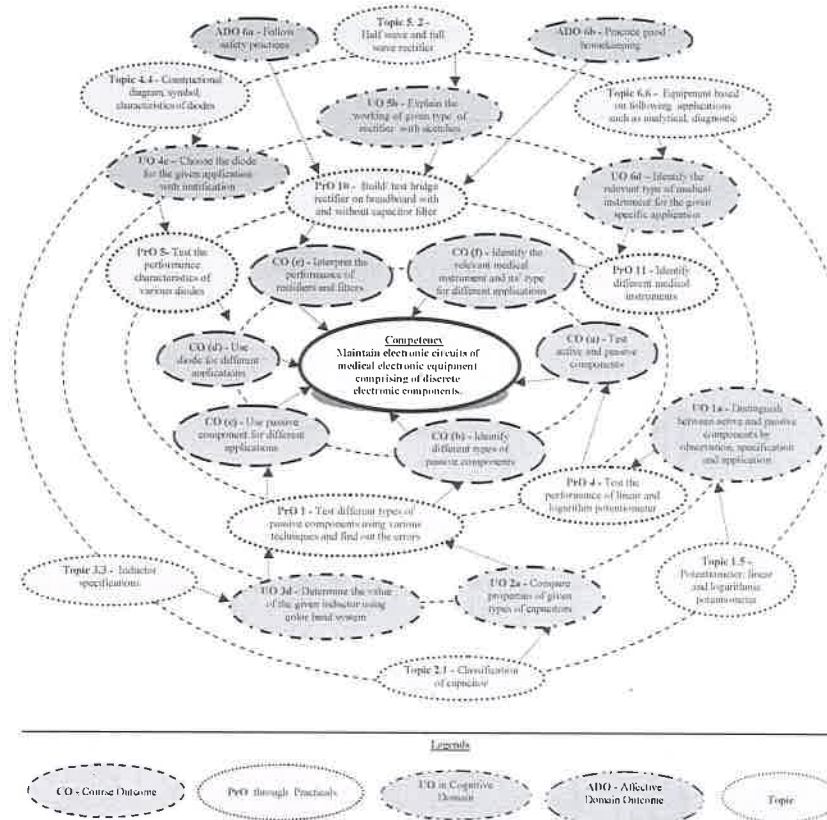 ADO 6a - Follow
safety practices
Topic 5. 2 -
Half wave and full
wave rectifier
ADO 6b - Practice good
housekeeping
Topic 4.4 - Constructional
diagram, symbol,
characteristics of diodes
UO 5b - Explain the
working of given type of
rectifier with sketches
Topic 6.6 - Equipment based
on following applications
such as analytical, diagnostic
UO 4c - Choose the diode
for the given application
with justification
PrO 10 - Build/ test bridge
rectifier on breadboard with
and without capacitor filter
UO 6d - Identify the
relevant type of medical
instrument for the given
specific application
PrO 5- Test the
performance
characteristics of
various diodes
CO (e) - Interpret the
performance of
rectifiers and filters
CO (f) - Identify the
relevant medical
instrument and its' type
for different applications
PrO 11 - Identify
different medical
instruments
CO (d) - Use
diode for different
applications
Competency
Maintain electronic circuits of
medical electronic equipment
comprising of discrete
electronic components.
CO (a) - Test
active and passive
components
CO (c) - Use passive
component for different
applications
CO (b) - Identify
different types of
passive components
UO 1a - Distinguish
between active and passive
components by
observation, specification
and application
PrO 1 - Test different types of
passive components using various
techniques and find out the errors
PrO 4 - Test the
performance of linear and
logarithm potentiometer
Topic 3.3 - Inductor
specifications
UO 3d - Determine the value
of the given inductor using
color band system
UO 2a - Compare
properties of given
types of capacitors
Topic 1.5 -
Potentiometer: linear
and logarithmic
potentiometer
Topic 2.1 - Classification
of capacitor
Legends
CO - Course Outcome
PrO through Practicals
UO in Cognitive
Domain
ADO - Affective
Domain Outcome
Topic